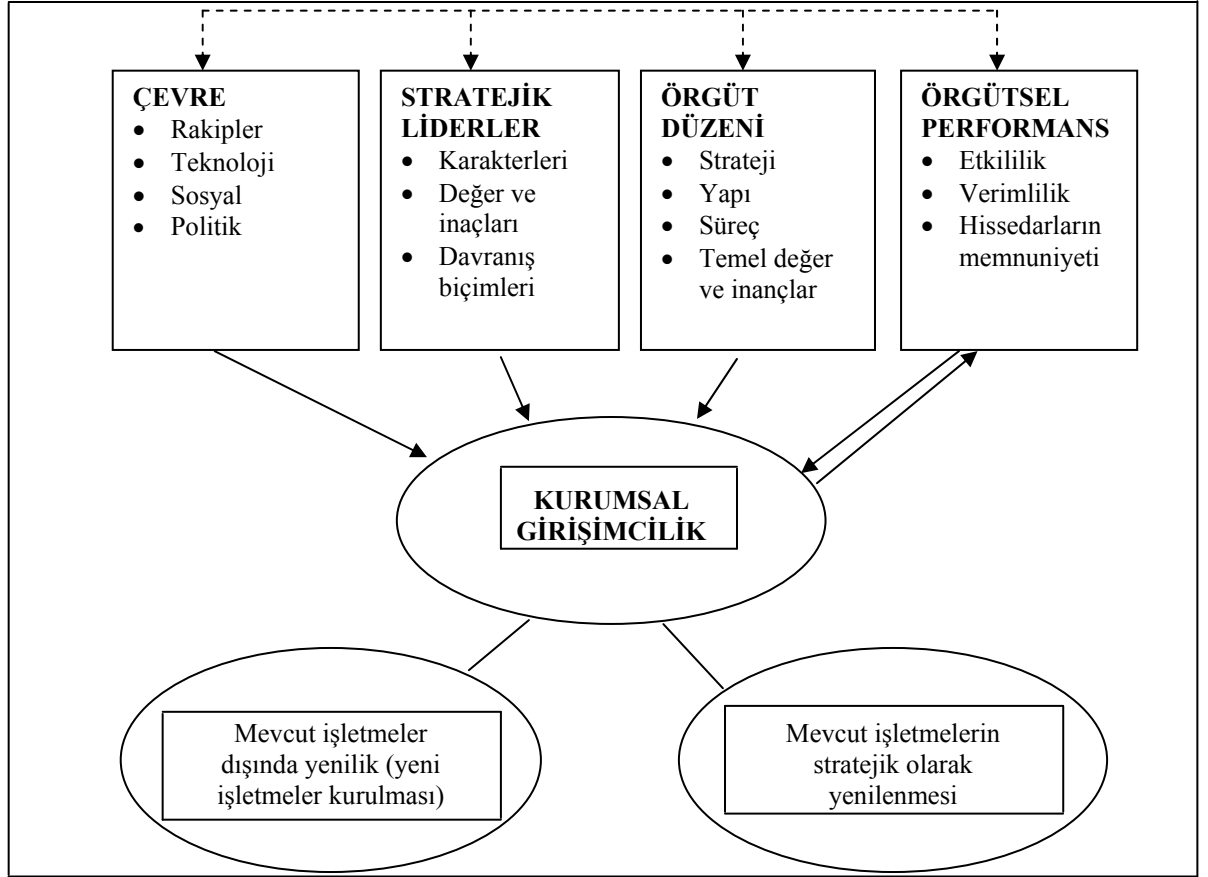 ÇEVRE
• Rakipler
• Teknoloji
• Sosyal
• Politik
STRATEJİK
LİDERLER
• Karakterleri
• Değer ve
inaçları
• Davranış
biçimleri
ÖRGÜT
DÜZENİ
• Strateji
• Yapı
• Süreç
• Temel değer
ve inançlar
ÖRGÜTSEL
PERFORMANS
• Etkililik
• Verimlilik
• Hissedarların
memnuniyeti
KURUMSAL
GİRİŞİMCİLİK
Mevcut işletmeler
dışında yenilik (yeni
işletmeler kurulması)
Mevcut işletmelerin
stratejik olarak
yenilenmesi